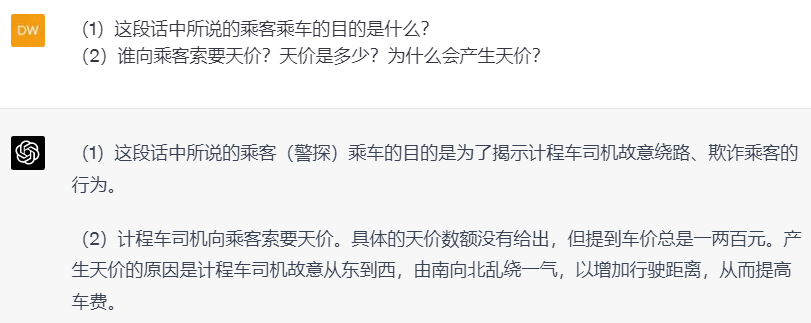 DW
（1）这段话中所说的乘客乘车的目的是什么？
（2）谁向乘客索要天价？天价是多少？为什么会产生天价？
（1）这段话中所说的乘客（警探）乘车的目的是为了揭示计程车司机故意绕路、欺诈乘客的
行为。
（2）计程车司机向乘客索要天价。具体的天价数额没有给出，但提到车价总是一两百元。产
生天价的原因是计程车司机故意从东到西，由南向北乱绕一气，以增加行驶距离，从而提高
车费。